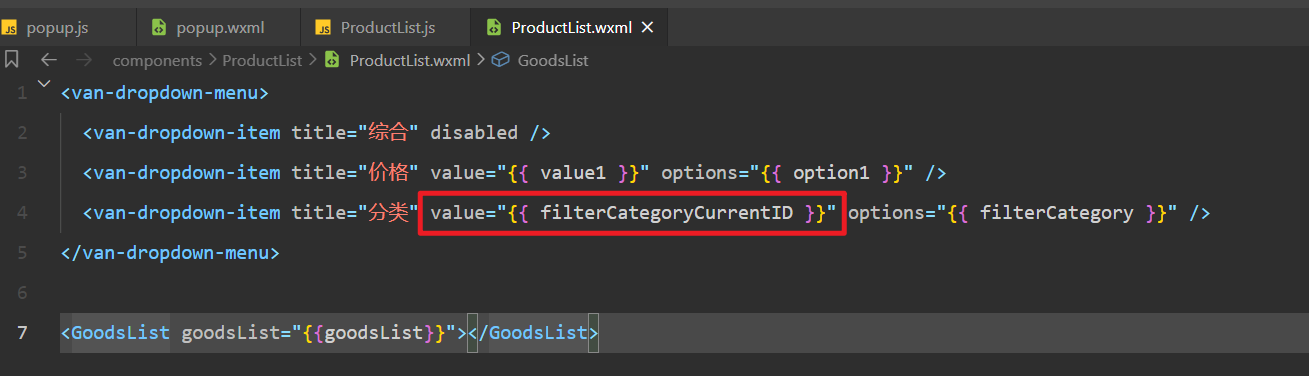 JS popup.js popup.wxml JS ProductList.js ProductList.wxml ×
components > ProductList > ProductList.wxml > GoodsList
1 <van-dropdown-menu>
2 <van-dropdown-item title="综合" disabled />
3 <van-dropdown-item title="价格" value="{{ value1 }}" options="{{ option1 }}" />
4 <van-dropdown-item title="分类" value="{{ filterCategoryCurrentID }}" options="{{ filterCategory }}" />
5 </van-dropdown-menu>
6
7 <GoodsList goodsList="{{goodsList}}"></GoodsList>